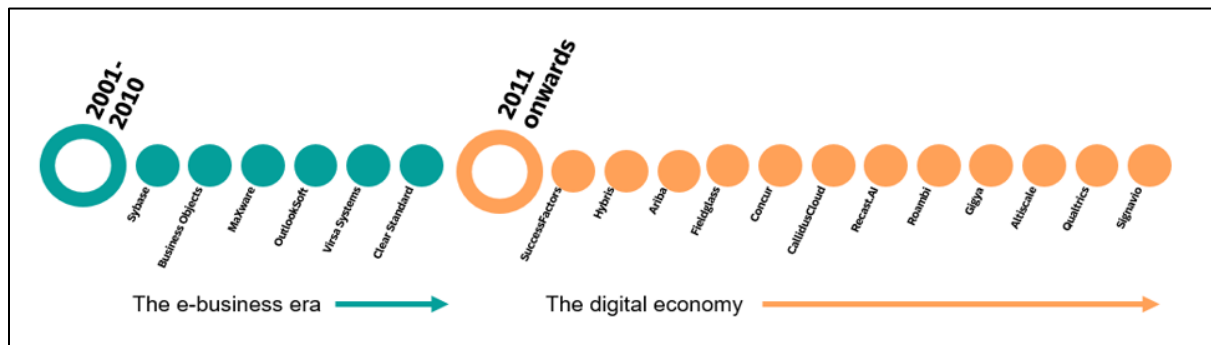 2001-
2010
2011
onwards
Sybase
Business Objects
MaXware
OutlookSoft
Virsa Systems
Clear Standard
SuccessFactors
Hybris
Ariba
Fieldglass
Concur
CallidusCloud
Recast.AI
Roambi
Gigya
Altiscale
Qualtrics
Signavio
The e-business era
The digital economy